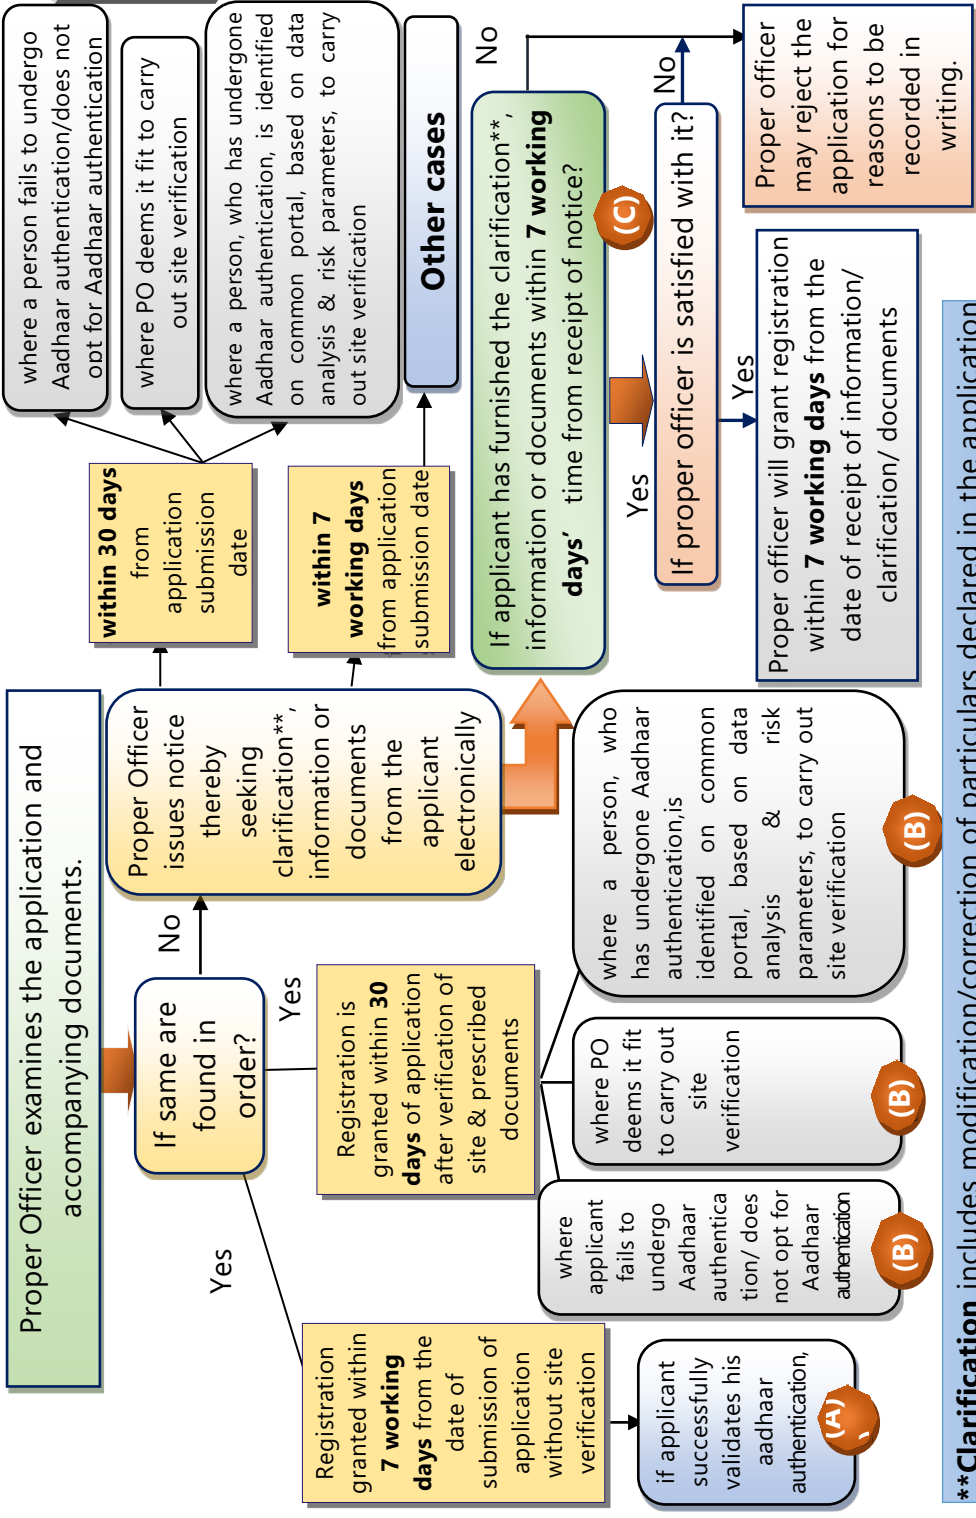 Proper Officer examines the application and
accompanying documents.
If same are
found in
order?
No
Yes
Yes
Proper Officer
issues notice
thereby
seeking
clarification**,
information or
documents
from the
applicant
electronically
within 30 days
from
application
submission
date
where a person fails to undergo
Aadhaar authentication/does not
opt for Aadhaar authentication
where PO deems it fit to carry
out site verification
where a person, who has undergone
Aadhaar authentication, is identified
on common portal, based on data
analysis & risk parameters, to carry
out site verification
within 7
working days
from application
submission date
Other cases
Registration
granted within
7 working
days from the
date of
submission of
application
without site
verification
if applicant
successfully
validates his
aadhaar
authentication,
(A)
Registration is
granted within 30
days of application
after verification of
site & prescribed
documents
where
applicant
fails to
undergo
Aadhaar
authentica
tion/ does
not opt for
Aadhaar
authentication
(B)
where PO
deems it fit
to carry out
site
verification
(B)
where a person, who
has undergone Aadhaar
authentication,is
identified on common
portal, based on data
analysis & risk
parameters, to carry out
site verification
(B)
If applicant has furnished the clarification**,
information or documents within 7 working
days’ time from receipt of notice?
No
(C)
Yes
If proper officer is satisfied with it?
No
Yes
Proper officer will grant registration
within 7 working days from the
date of receipt of information/
clarification/ documents
Proper officer
may reject the
application for
reasons to be
recorded in
writing.
**Clarification includes modification/correction of particulars declared in the application